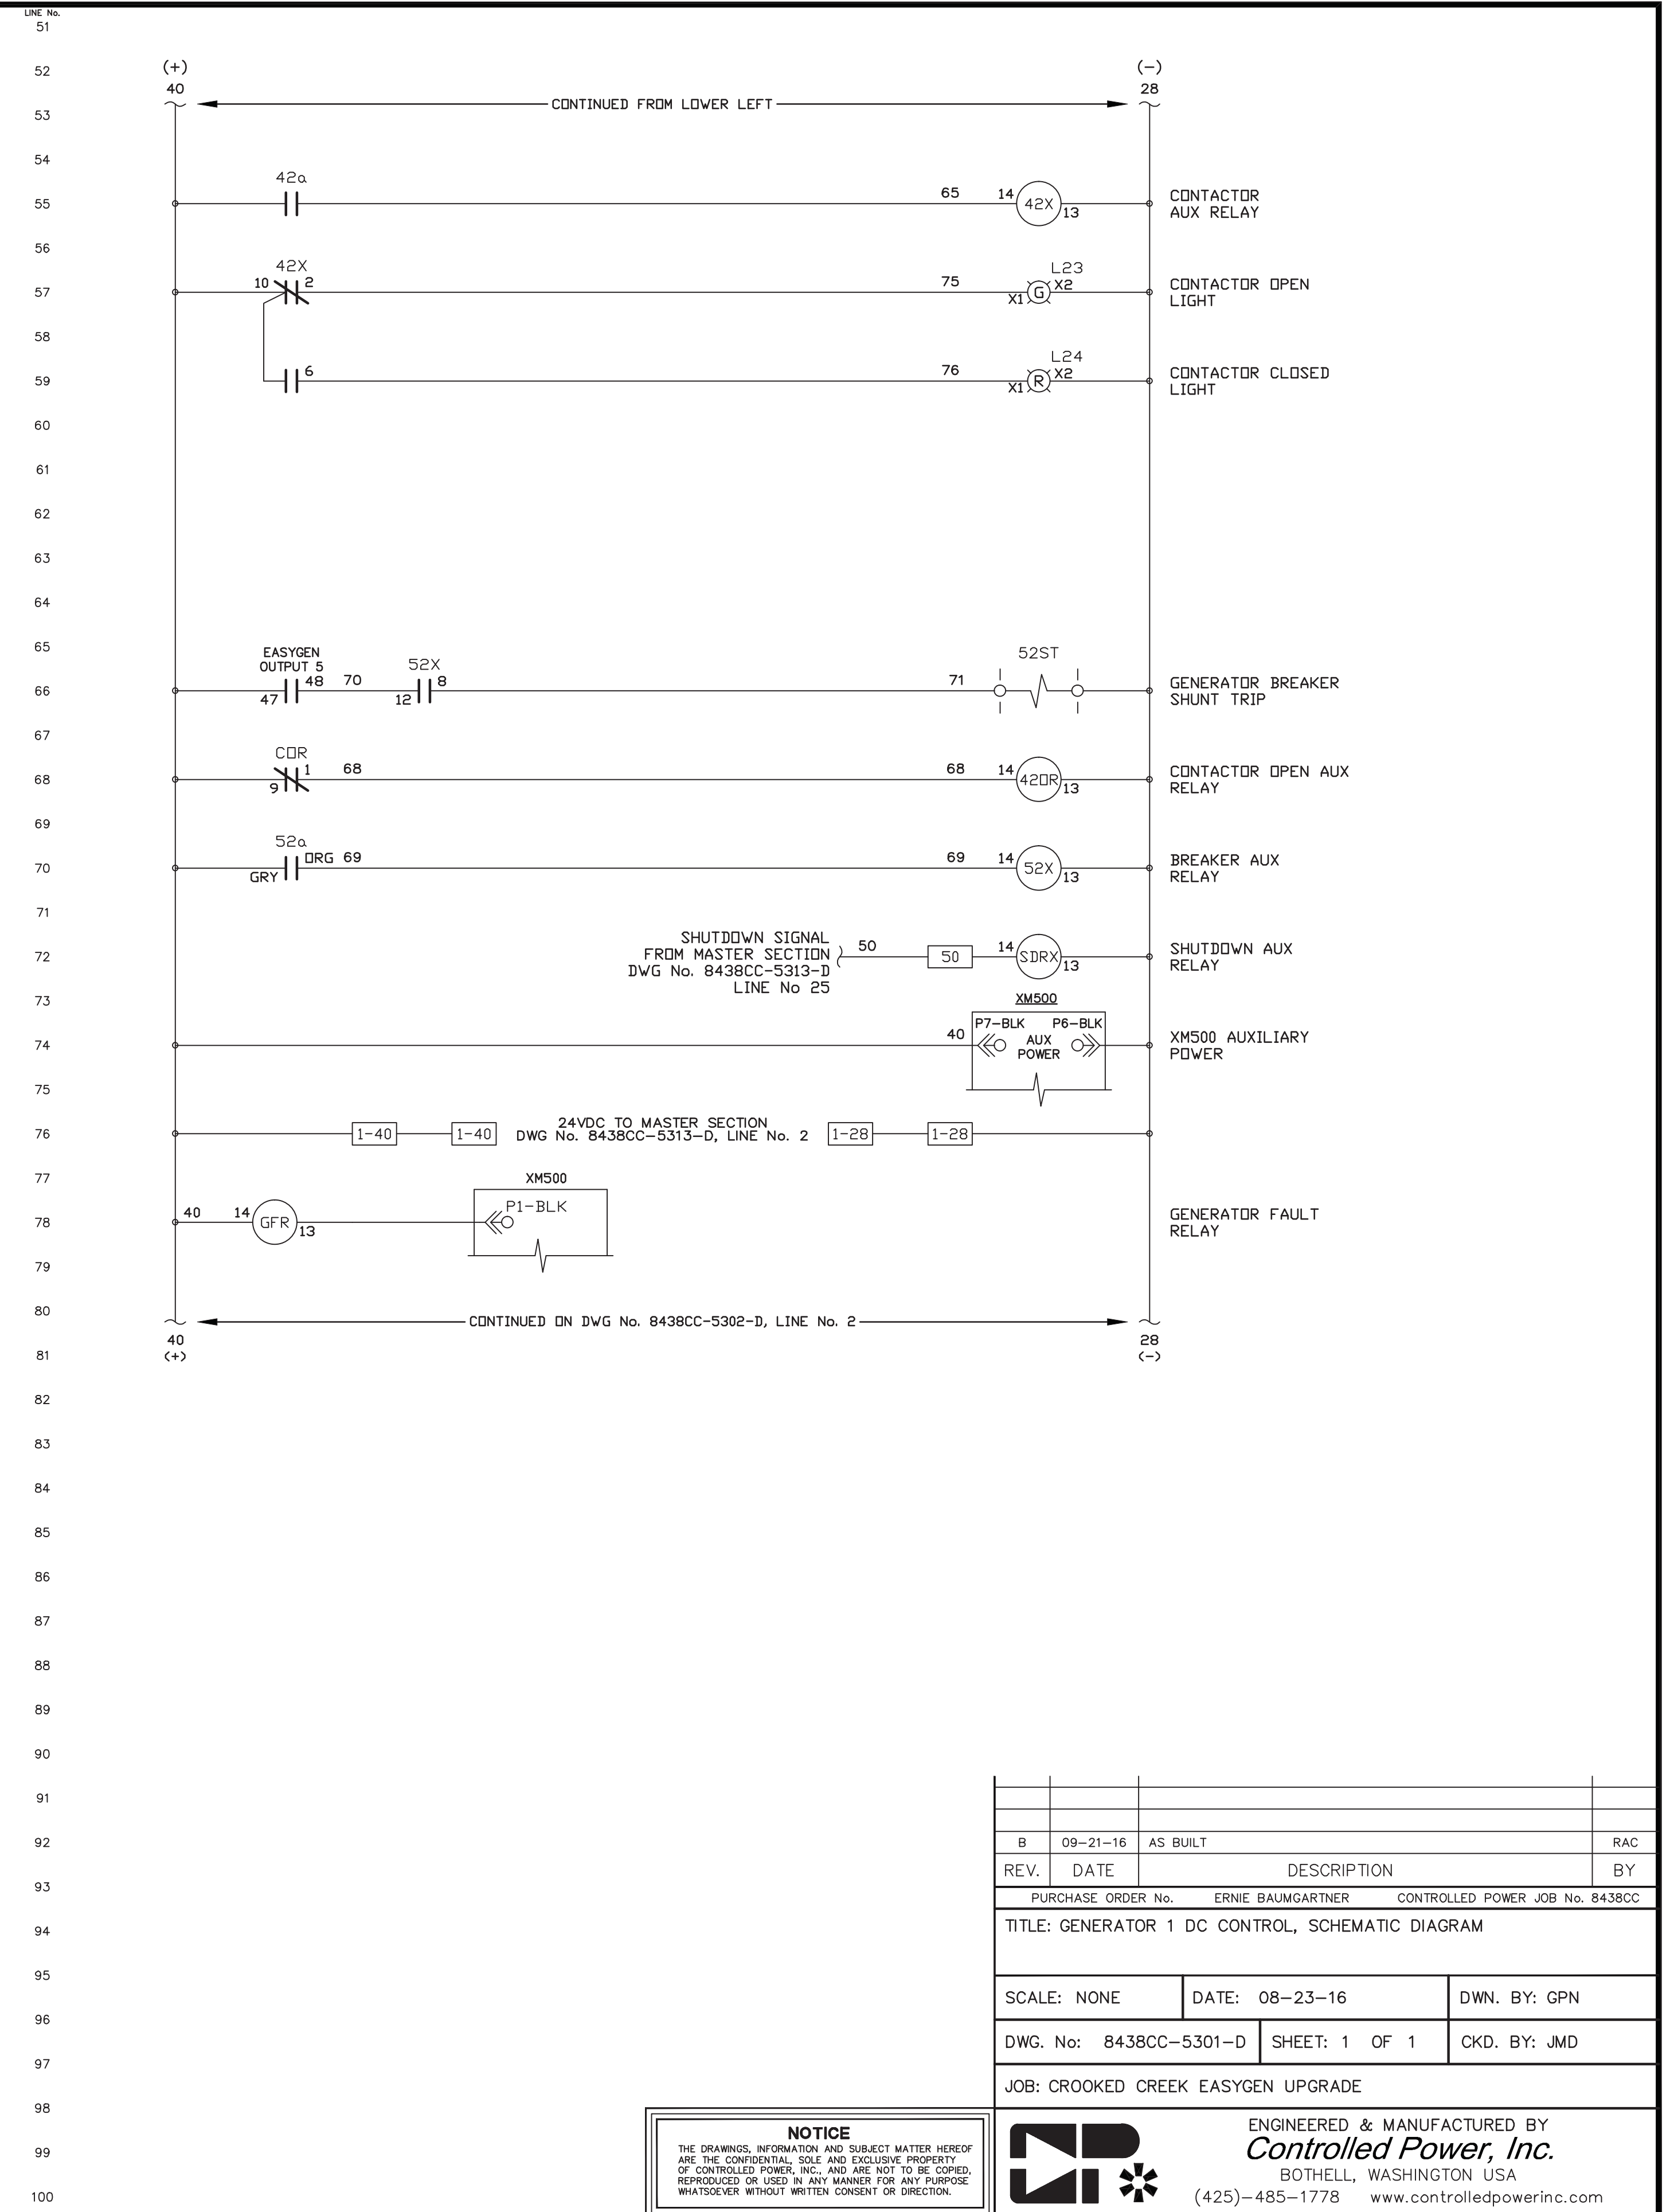 LINE No.
51
52
(+)
(-)
40
28
53
CONTINUED FROM LOWER LEFT
54
42a
55
65
14
42X
13
CONTACTOR
AUX RELAY
56
42X
10
2
57
75
L23
X1
G
X2
CONTACTOR OPEN
LIGHT
58
6
59
76
L24
X1
R
X2
CONTACTOR CLOSED
LIGHT
60
61
62
63
64
65
EASYGEN
OUTPUT 5
52X
52ST
66
47
48
70
12
8
71
GENERATOR BREAKER
SHUNT TRIP
67
COR
68
9
1
68
68
14
42OR
13
CONTACTOR OPEN AUX
RELAY
69
52a
70
GRY
ORG
69
69
14
52X
13
BREAKER AUX
RELAY
71
72
SHUTDOWN SIGNAL
FROM MASTER SECTION
DWG No. 8438CC-5313-D
LINE No 25
50
50
14
SDRX
13
SHUTDOWN AUX
RELAY
73
XM500
74
40
P7-BLK
P6-BLK
AUX
POWER
XM500 AUXILIARY
POWER
75
76
1-40
1-40
24VDC TO MASTER SECTION
DWG No. 8438CC-5313-D, LINE No. 2
1-28
1-28
77
XM500
78
40
14
GFR
13
P1-BLK
GENERATOR FAULT
RELAY
79
80
CONTINUED ON DWG No. 8438CC-5302-D, LINE No. 2
40
28
81
(+)
(-)
82
83
84
85
86
87
88
89
90
91
92
B 09-21-16 AS BUILT RAC
REV. DATE DESCRIPTION BY
93
PURCHASE ORDER No. ERNIE BAUMGARTNER CONTROLLED POWER JOB No. 8438CC
94
TITLE: GENERATOR 1 DC CONTROL, SCHEMATIC DIAGRAM
95
SCALE: NONE DATE: 08-23-16 DWN. BY: GPN
96
DWG. No: 8438CC-5301-D SHEET: 1 OF 1 CKD. BY: JMD
97
JOB: CROOKED CREEK EASYGEN UPGRADE
98
NOTICE
THE DRAWINGS, INFORMATION AND SUBJECT MATTER HEREOF
ARE THE CONFIDENTIAL, SOLE AND EXCLUSIVE PROPERTY
OF CONTROLLED POWER, INC., AND ARE NOT TO BE COPIED,
REPRODUCED OR USED IN ANY MANNER FOR ANY PURPOSE
WHATSOEVER WITHOUT WRITTEN CONSENT OR DIRECTION.
99
100
ENGINEERED & MANUFACTURED BY
Controlled Power, Inc.
BOTHELL, WASHINGTON USA
(425)-485-1778 www.controlledpowerinc.com